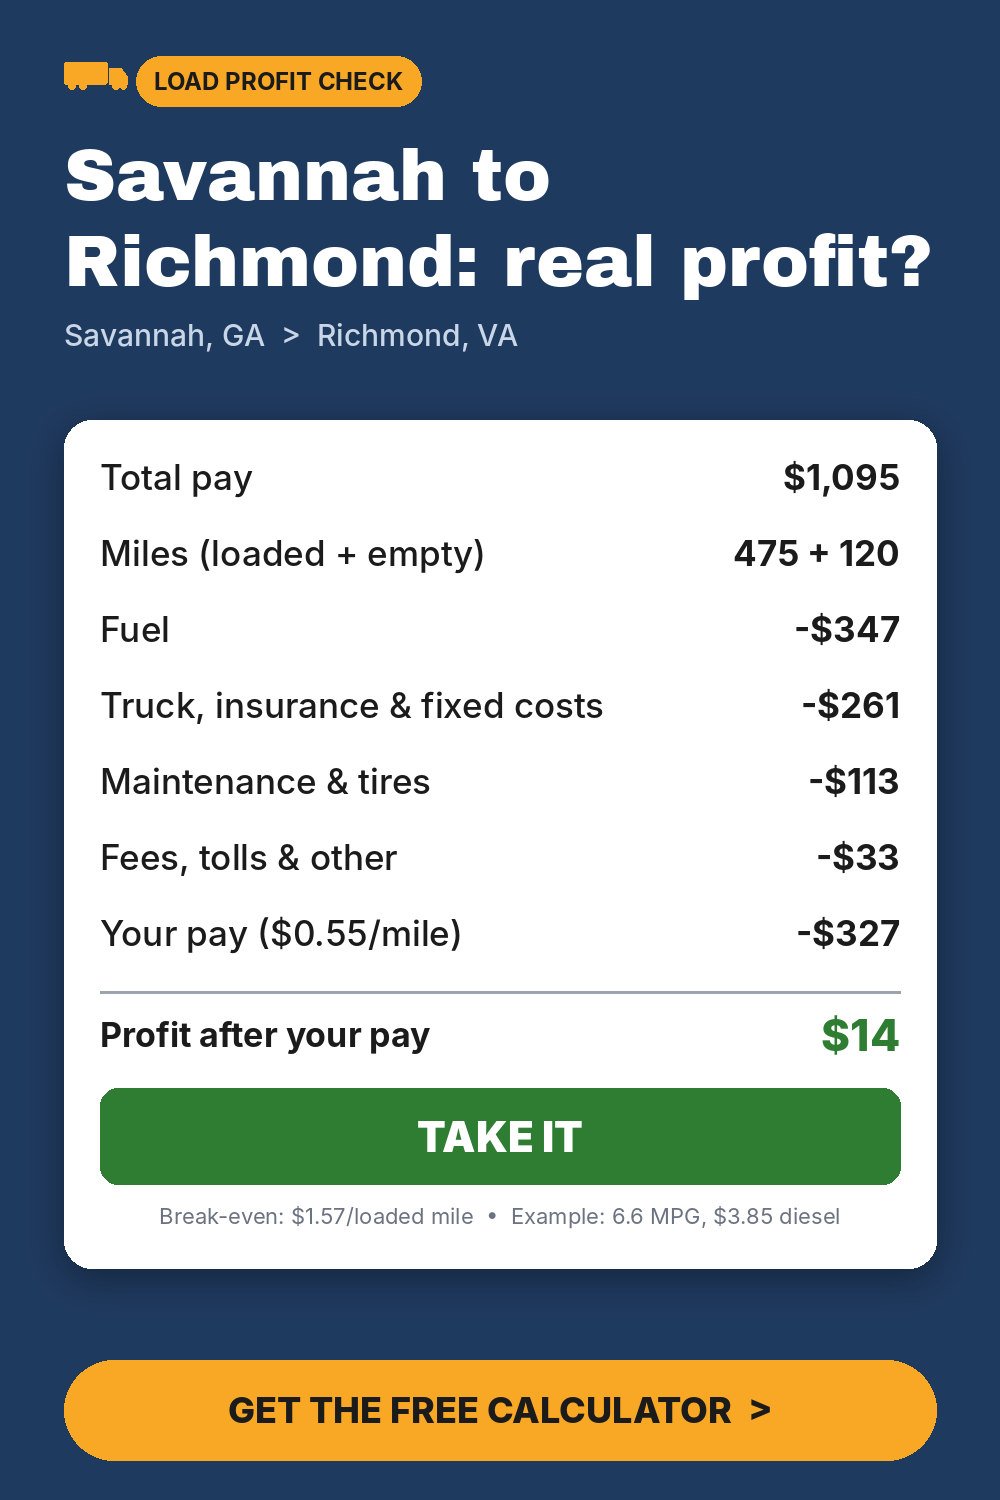 LOAD PROFIT CHECK
Savannah to
Richmond: real profit?
Savannah, GA > Richmond, VA
Total pay $1,095
Miles (loaded + empty) 475 + 120
Fuel -$347
Truck, insurance & fixed costs -$261
Maintenance & tires -$113
Fees, tolls & other -$33
Your pay ($0.55/mile) -$327
Profit after your pay $14
TAKE IT
Break-even: $1.57/loaded mile • Example: 6.6 MPG, $3.85 diesel
GET THE FREE CALCULATOR >